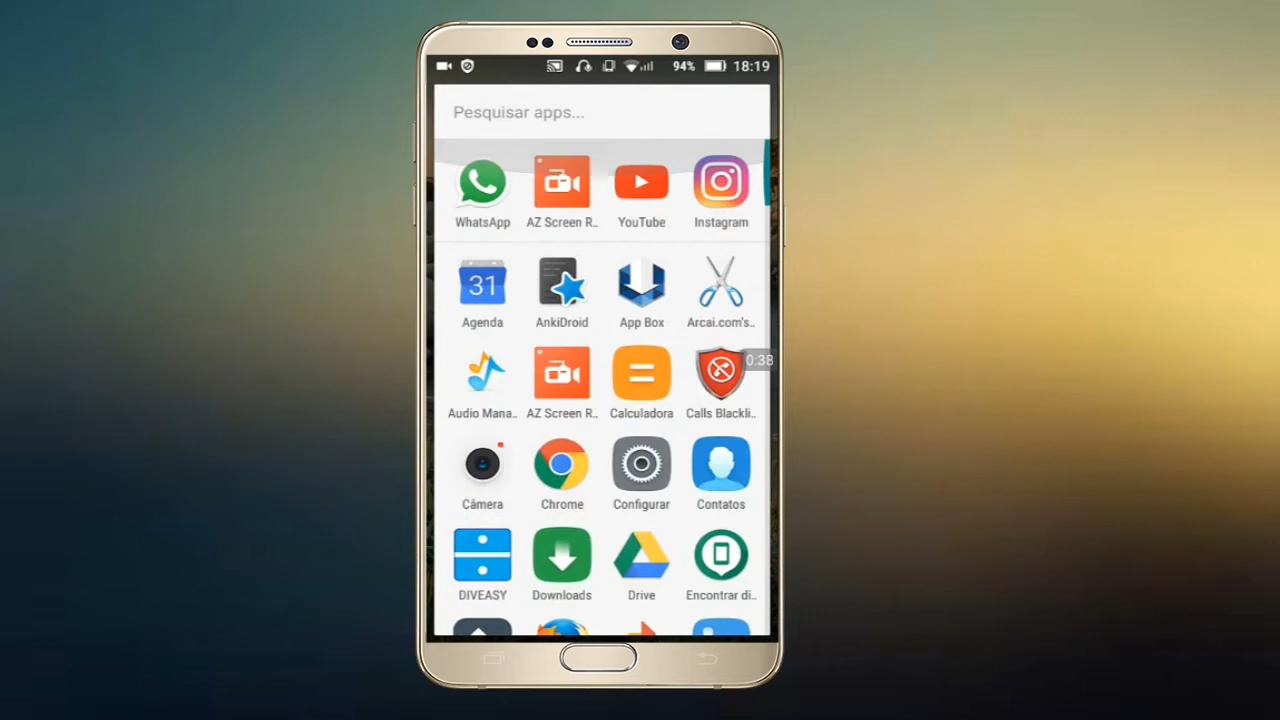 94% 18:19
Pesquisar apps...
WhatsApp AZ Screen R.. YouTube Instagram
31
Agenda AnkiDroid App Box Arcai.com's..
0:38
Audio Mana.. AZ Screen R.. Calculadora Calls Blackli..
Câmera Chrome Configurar Contatos
DIVEASY Downloads Drive Encontrar di..